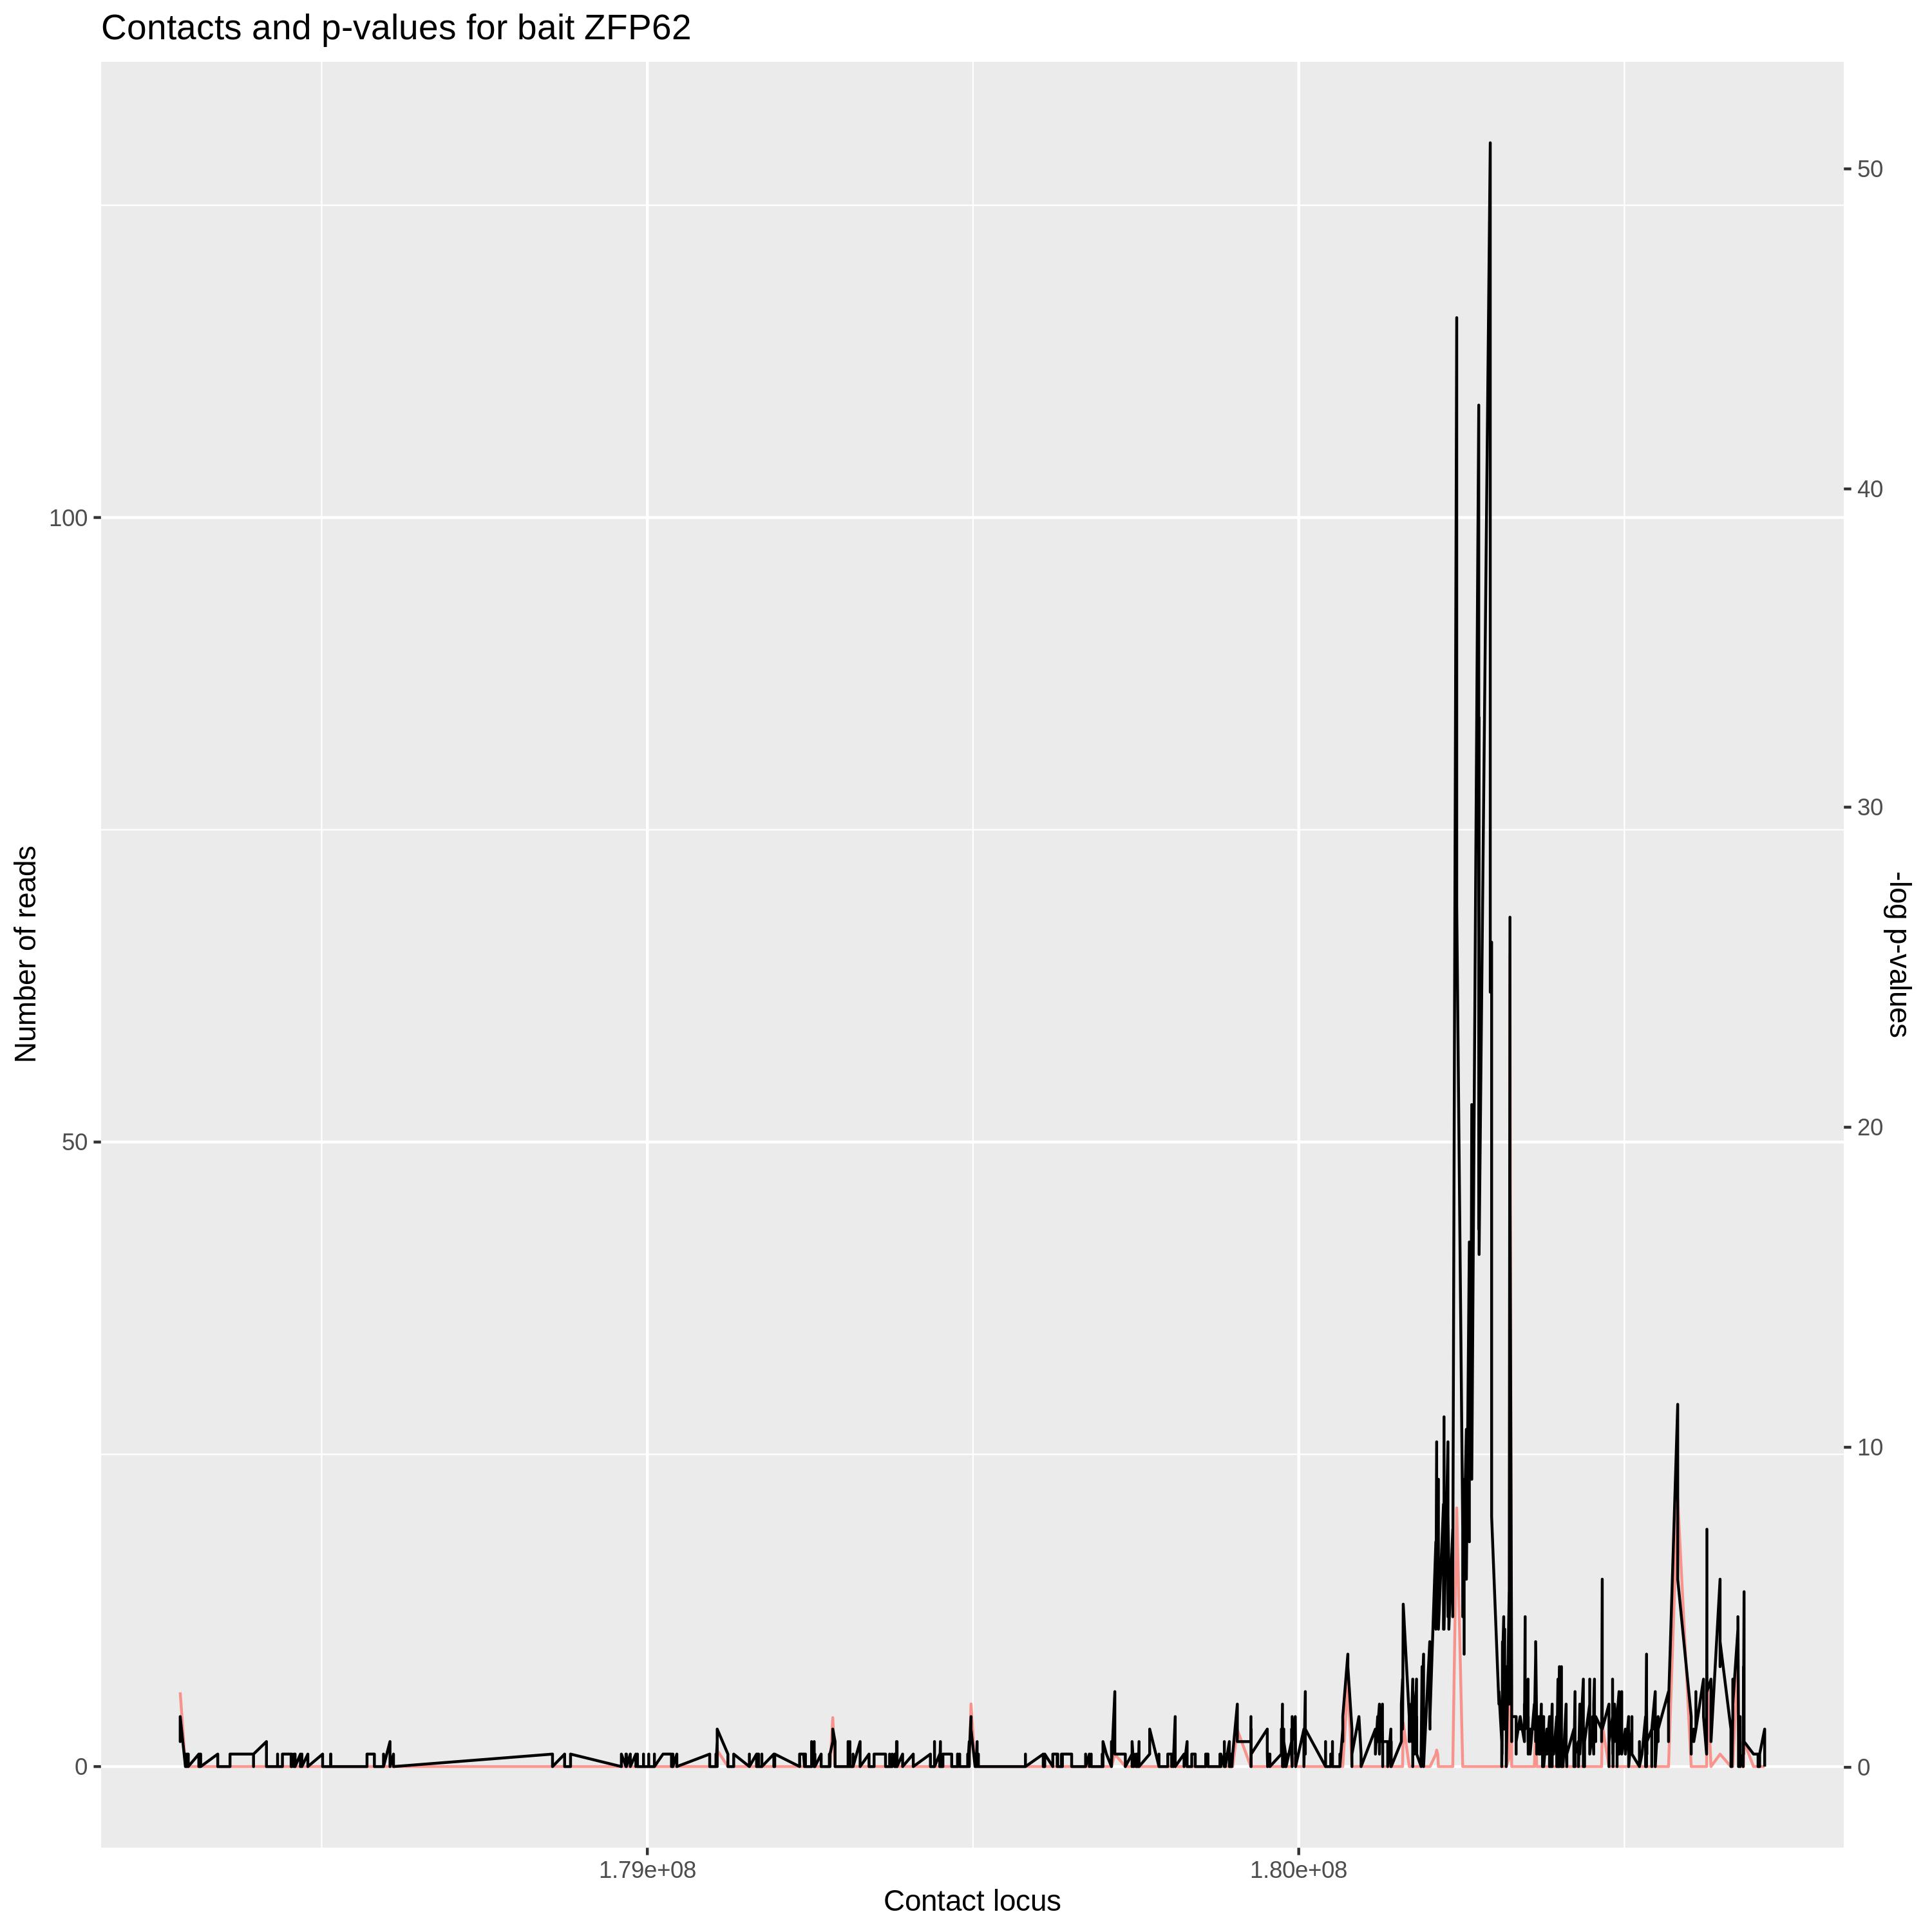 Contacts and p-values for bait ZFP62
Number of reads
100
50
0
50
40
30
20
10
0
-log p-values
1.79e+08
1.80e+08
Contact locus